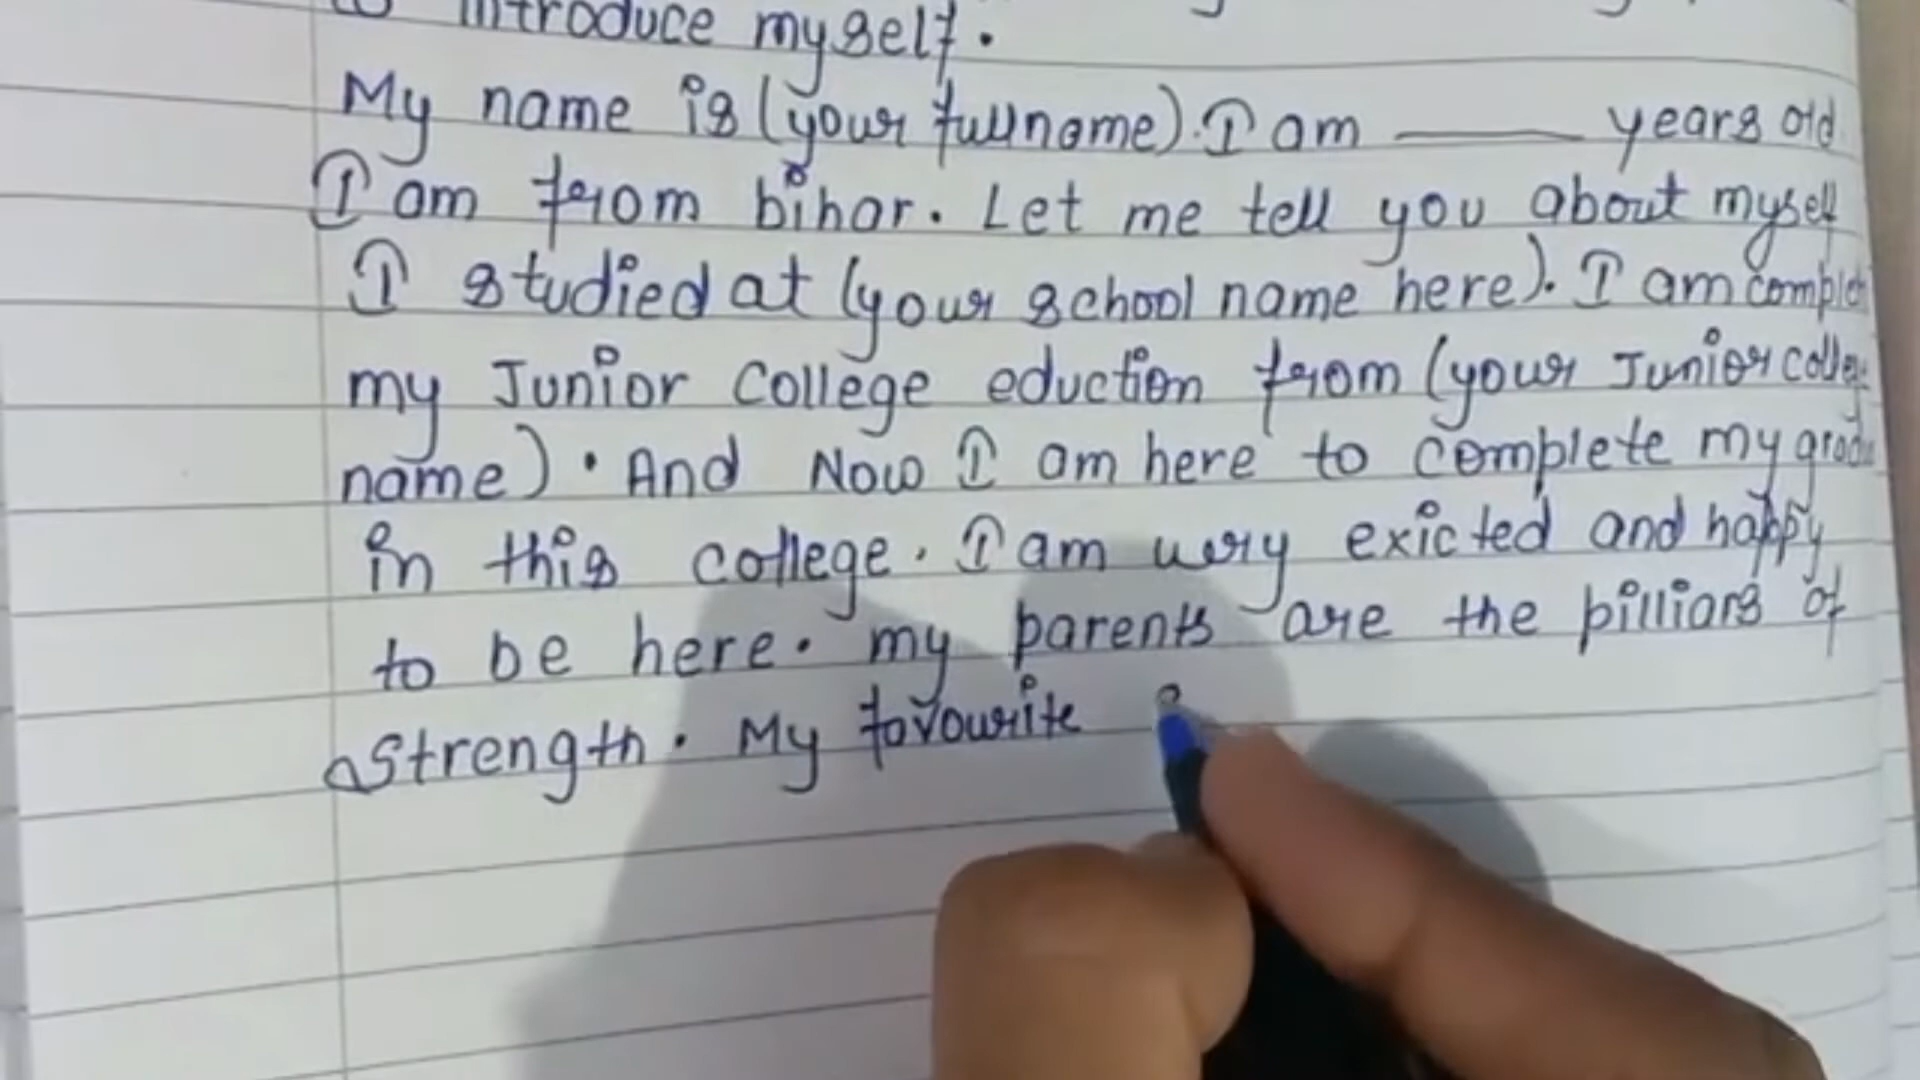 to introduce myself.
My name is (your fullname). I am ____ years old
I am from bihar. Let me tell you about myself
I studied at (your school name here). I am complet
my Junior College eduction from (your Junior college
name). And Now I am here to complete my gradu
in this college. I am very exicted and happy
to be here. my parents are the pilliars of
strength. My favourite